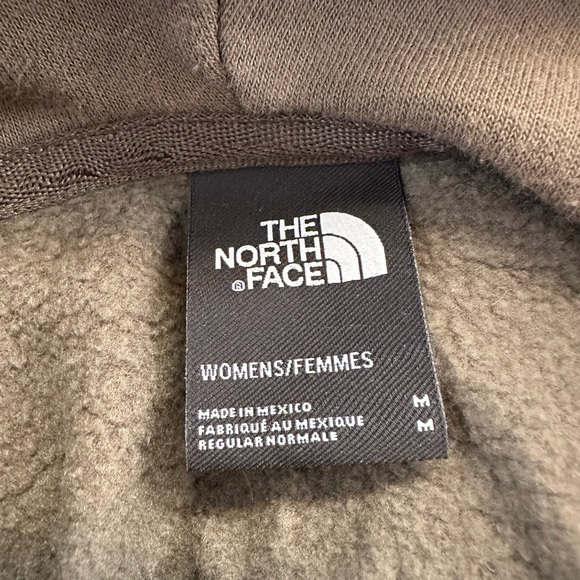 THE
NORTH
FACE®
WOMENS/FEMMES
MADE IN MEXICO M
FABRIQUÉ AU MEXIQUE M
REGULAR NORMALE